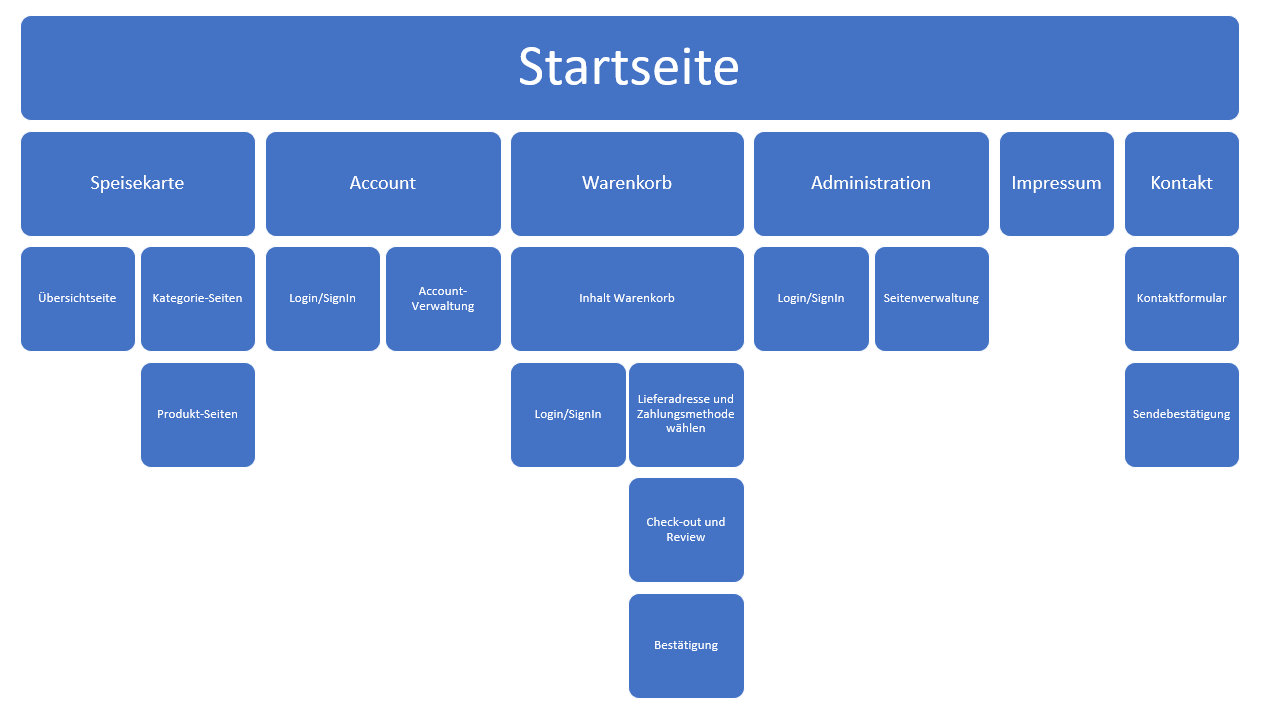 Startseite
Speisekarte
Account
Warenkorb
Administration
Impressum
Kontakt
Übersichtseite
Kategorie-Seiten
Login/SignIn
Account-
Verwaltung
Inhalt Warenkorb
Login/SignIn
Seitenverwaltung
Kontaktformular
Produkt-Seiten
Login/SignIn
Lieferadresse und
Zahlungsmethode
wählen
Sendebestätigung
Check-out und
Review
Bestätigung